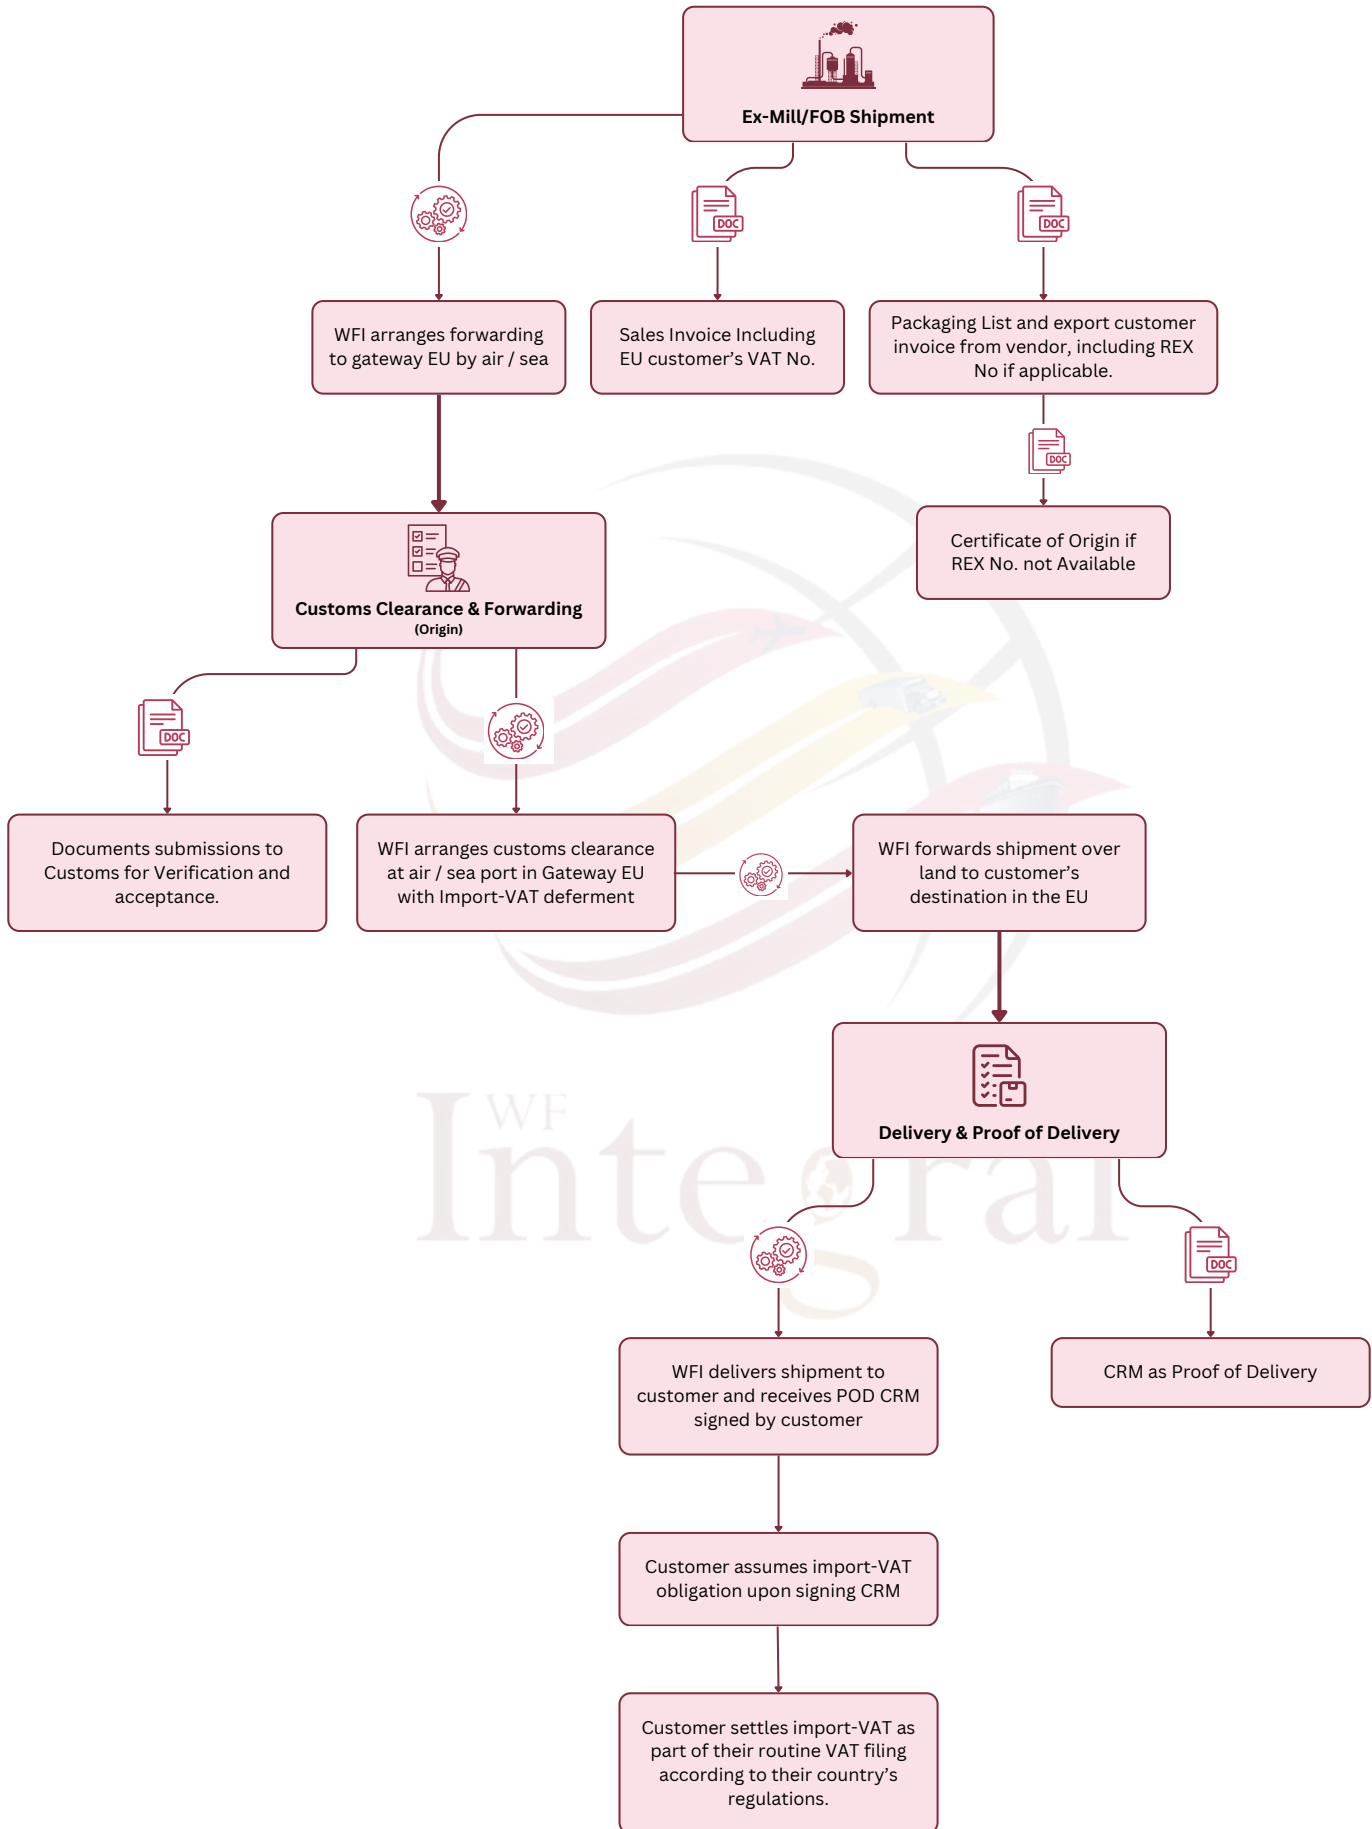 Ex-Mill/FOB Shipment
DOC
DOC
WFI arranges forwarding
to gateway EU by air / sea
Sales Invoice Including
EU customer's VAT No.
Packaging List and export customer
invoice from vendor, including REX
No if applicable.
DOC
Certificate of Origin if
REX No. not Available
Customs Clearance & Forwarding
(Origin)
DOC
Documents submissions to
Customs for Verification and
acceptance.
WFI arranges customs clearance
at air / sea port in Gateway EU
with Import-VAT deferment
WFI forwards shipment over
land to customer's
destination in the EU
Delivery & Proof of Delivery
WF
Integral
DOC
WFI delivers shipment to
customer and receives POD CRM
signed by customer
CRM as Proof of Delivery
Customer assumes import-VAT
obligation upon signing CRM
Customer settles import-VAT as
part of their routine VAT filing
according to their country's
regulations.